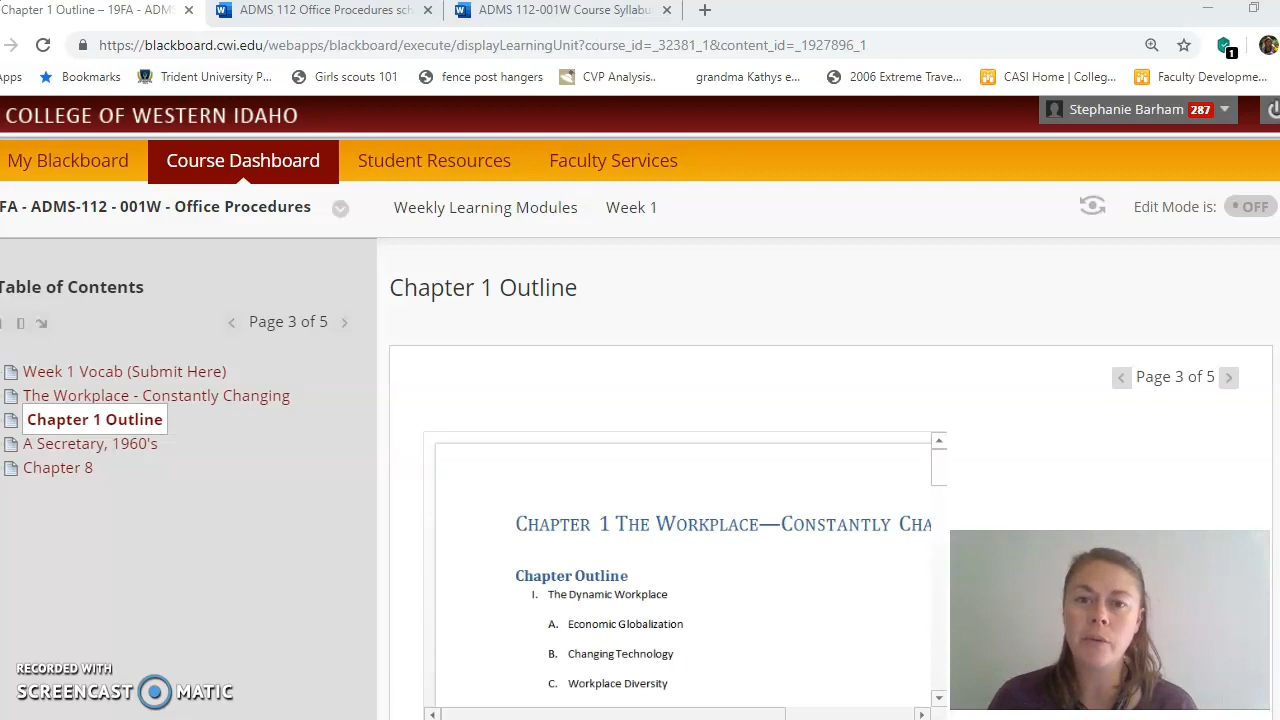 Chapter 1 Outline – 19FA - ADM
ADMS 112 Office Procedures sch
ADMS 112-001W Course Syllabu
https://blackboard.cwi.edu/webapps/blackboard/execute/displayLearningUnit?course_id=_32381_1&content_id=_1927896_1
1
Apps Bookmarks Trident University P... Girls scouts 101 fence post hangers CVP Analysis.. grandma Kathys e... 2006 Extreme Trave... CASI Home | Colleg... Faculty Developme...
COLLEGE OF WESTERN IDAHO
Stephanie Barham 287
My Blackboard Course Dashboard Student Resources Faculty Services
FA - ADMS-112 - 001W - Office Procedures Weekly Learning Modules Week 1 Edit Mode is: OFF
Table of Contents
Chapter 1 Outline
Page 3 of 5
Week 1 Vocab (Submit Here)
The Workplace - Constantly Changing
Chapter 1 Outline
A Secretary, 1960's
Chapter 8
Page 3 of 5
CHAPTER 1 THE WORKPLACE—CONSTANTLY CHA
Chapter Outline
I. The Dynamic Workplace
A. Economic Globalization
B. Changing Technology
C. Workplace Diversity
RECORDED WITH
SCREENCAST MATIC